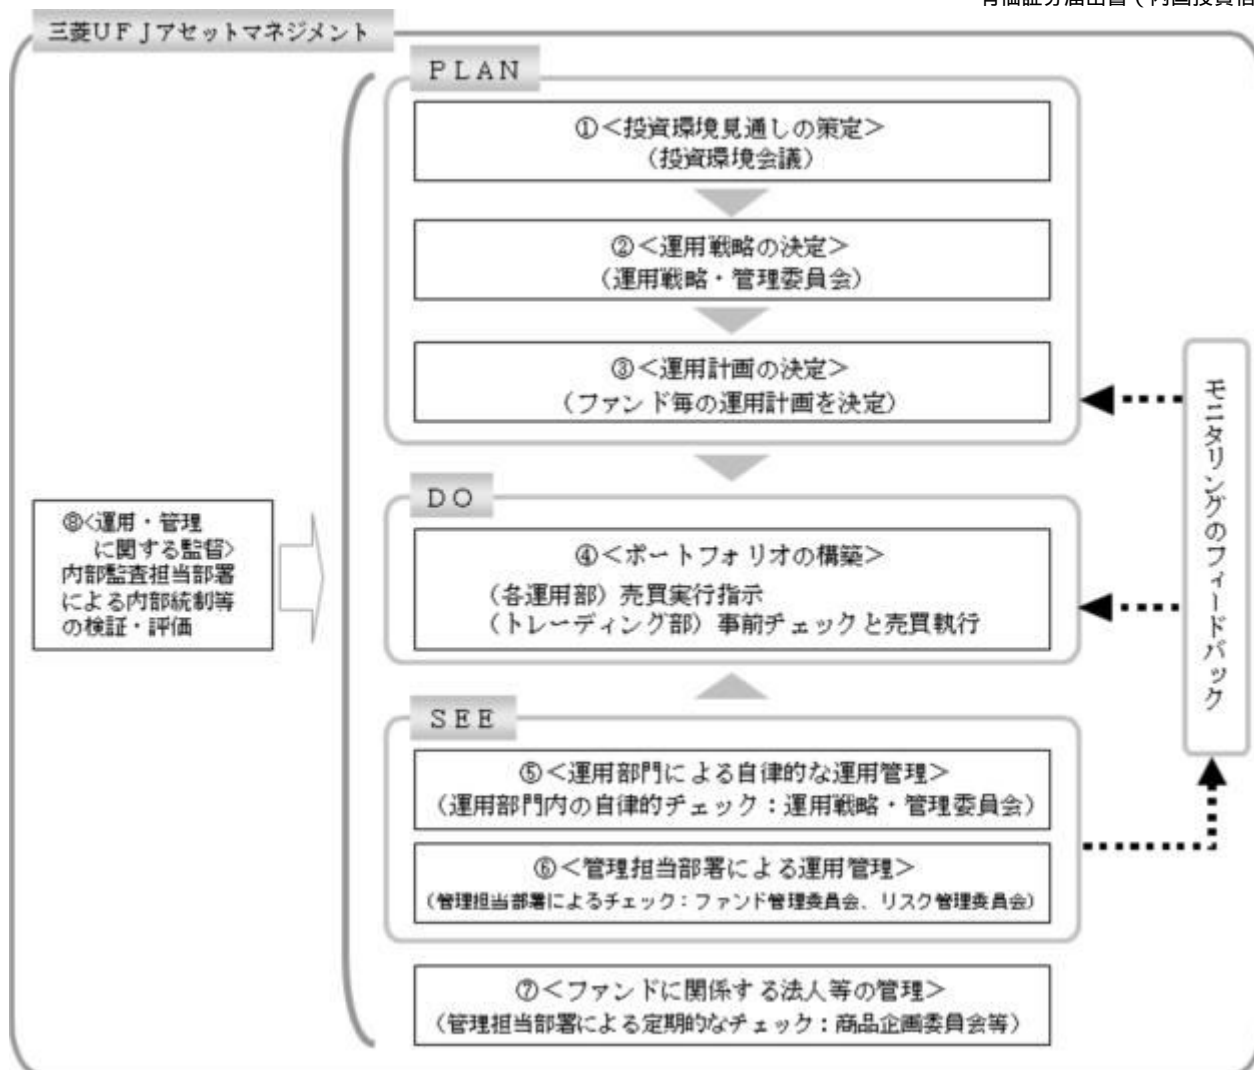 三菱UFJアセットマネジメント
PLAN
①<投資環境見通しの策定>
(投資環境会議)
②<運用戦略の決定>
(運用戦略・管理委員会)
③<運用計画の決定>
(ファンド毎の運用計画を決定)
DO
④<ポートフォリオの構築>
(各運用部)売買実行指示
(トレーディング部)事前チェックと売買執行
SEE
⑤<運用部門による自律的な運用管理>
(運用部門内の自律的チェック:運用戦略・管理委員会)
⑥<管理担当部署による運用管理>
(管理担当部署によるチェック:ファンド管理委員会、リスク管理委員会)
⑦<ファンドに関係する法人等の管理>
(管理担当部署による定期的なチェック:商品企画委員会等)
⑧<運用・管理
に関する監督>
内部監査担当部署
による内部統制等
の検証・評価
モニタリングのフィードバック